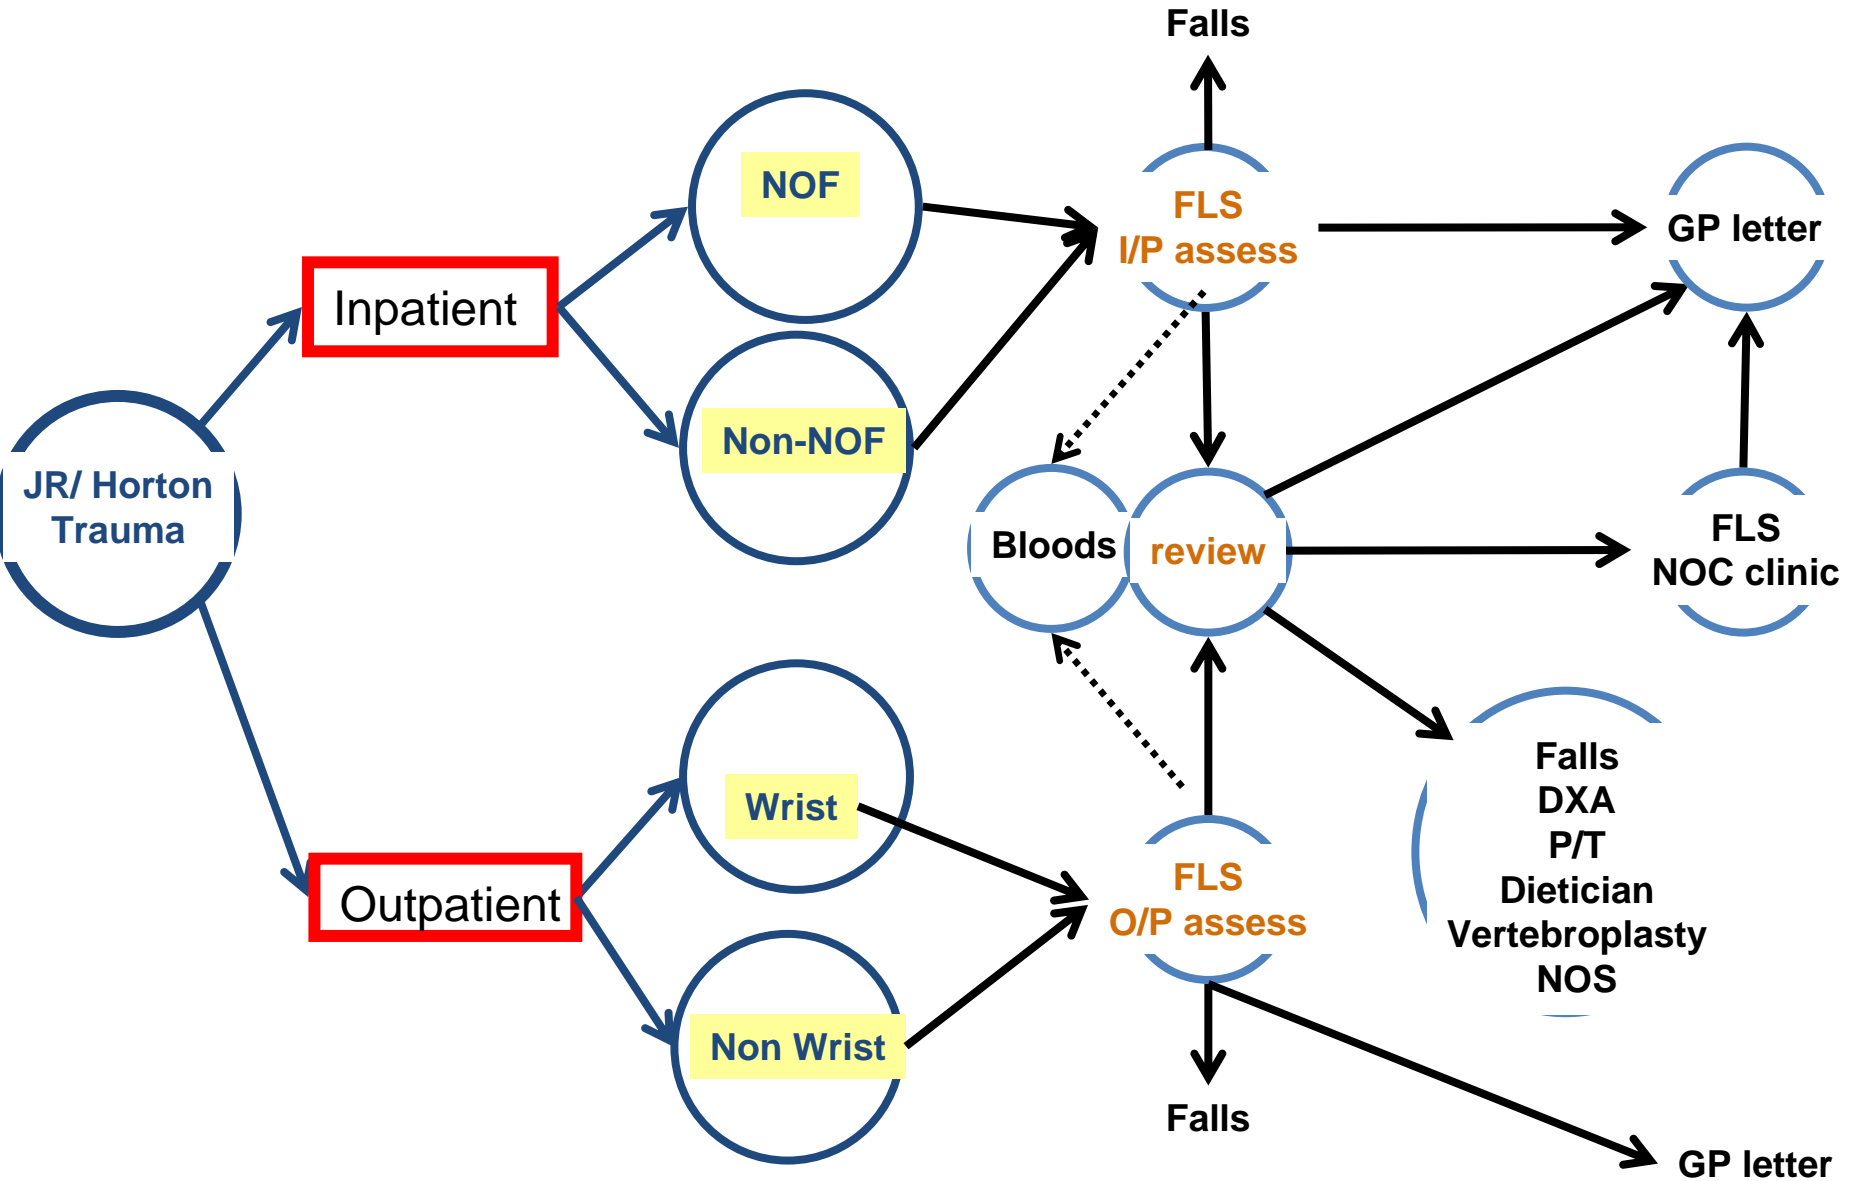 JR/ Horton
Trauma
Inpatient
Outpatient
NOF
Non-NOF
Wrist
Non Wrist
Falls
FLS
I/P assess
Bloods
review
FLS
O/P assess
Falls
GP letter
FLS
NOC clinic
Falls
DXA
P/T
Dietician
Vertebroplasty
NOS
GP letter